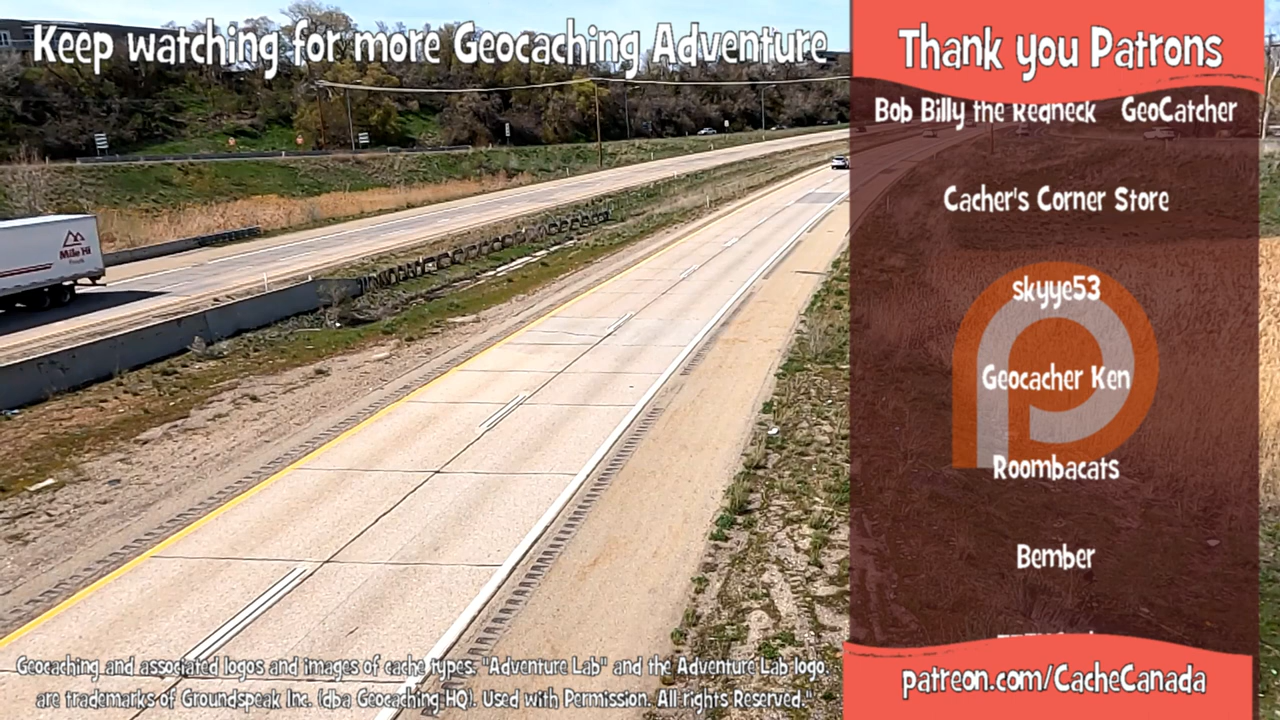 Keep watching for more Geocaching Adventure
Thank you Patrons
Bob Billy the Redneck GeoCatcher
Cacher's Corner Store
skyye53
Geocacher Ken
Roombacats
Bember
Mile Hi
Geocaching and associated logos and images of cache types: "Adventure Lab" and the Adventure Lab logo.
are trademarks of Groundspeak Inc. (dba Geocaching HQ). Used with Permission. All rights Reserved."
patreon.com/CacheCanada